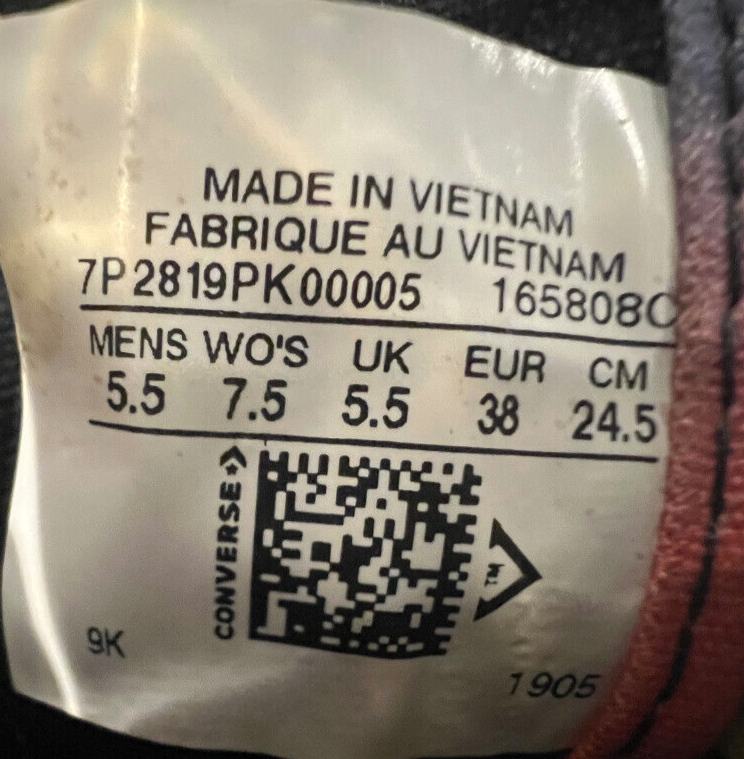 MADE IN VIETNAM
FABRIQUE AU VIETNAM
7P2819PK00005 165808C
MENS WO'S UK EUR CM
5.5 7.5 5.5 38 24.5
CONVERSE
TM
9K
1905